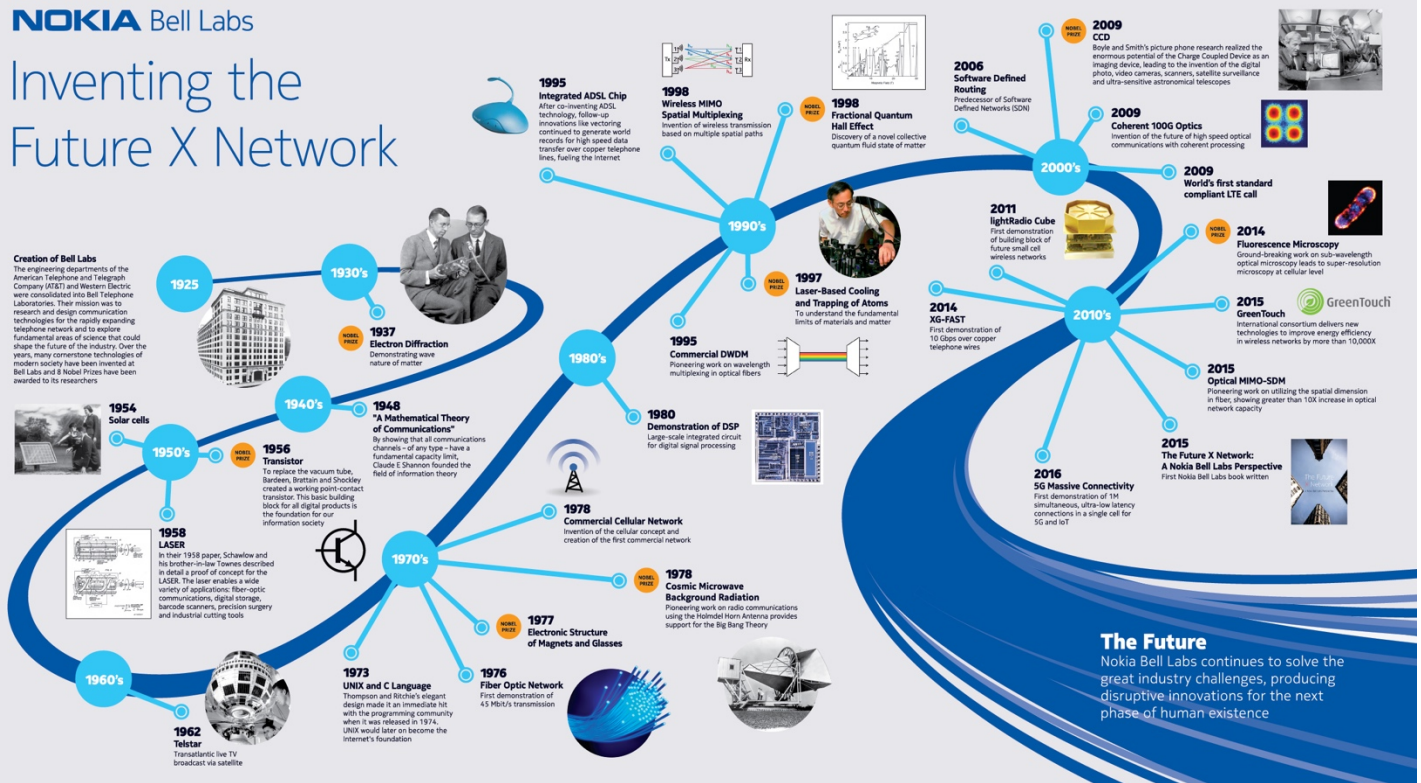 NOKIA Bell Labs
Inventing the
Future X Network
Creation of Bell Labs
The engineering departments of the
American Telephone and Telegraph
Company (AT&T) and Western Electric
were consolidated into Bell Telephone
Laboratories. Their mission was to
research and design communication
technologies for the rapidly expanding
telephone network and to explore
fundamental areas of science that could
shape the future of the industry. Over the
years, many cornerstone technologies of
modern society have been invented at
Bell Labs and 8 Nobel Prizes have been
awarded to its researchers
1925
1930's
NOBEL
PRIZE
1937
Electron Diffraction
Demonstrating wave
nature of matter
1940's
1948
"A Mathematical Theory
of Communications"
By showing that all communications
channels – of any type – have a
fundamental capacity limit,
Claude E Shannon founded the
field of information theory
1954
Solar cells
1950's
NOBEL
PRIZE
1956
Transistor
To replace the vacuum tube,
Bardeen, Brattain and Shockley
created a working point-contact
transistor. This basic building
block for all digital products is
the foundation for our
information society
1958
LASER
In their 1958 paper, Schawlow and
his brother-in-law Townes described
in detail a proof of concept for the
LASER. The laser enables a wide
variety of applications: fiber-optic
communications, digital storage,
barcode scanners, precision surgery
and industrial cutting tools
1960's
1962
Telstar
Transatlantic live TV
broadcast via satellite
1970's
1973
UNIX and C Language
Thompson and Ritchie's elegant
design made it an immediate hit
with the programming community
when it was released in 1974.
UNIX would later on become the
Internet's foundation
1976
Fiber Optic Network
First demonstration of
45 Mbit/s transmission
NOBEL
PRIZE
1977
Electronic Structure
of Magnets and Glasses
NOBEL
PRIZE
1978
Cosmic Microwave
Background Radiation
Pioneering work on radio communications
using the Holmdel Horn Antenna provides
support for the Big Bang Theory
1978
Commercial Cellular Network
Invention of the cellular concept and
creation of the first commercial network
1980's
1980
Demonstration of DSP
Large-scale integrated circuit
for digital signal processing
1990's
1995
Integrated ADSL Chip
After co-inventing ADSL
technology, follow-up
innovations like vectoring
continued to generate world
records for high speed data
transfer over copper telephone
lines, fueling the Internet
Tx
Rx
1998
Wireless MIMO
Spatial Multiplexing
Invention of wireless transmission
based on multiple spatial paths
NOBEL
PRIZE
1998
Fractional Quantum
Hall Effect
Discovery of a novel collective
quantum fluid state of matter
NOBEL
PRIZE
1997
Laser-Based Cooling
and Trapping of Atoms
To understand the fundamental
limits of materials and matter
1995
Commercial DWDM
Pioneering work on wavelength
multiplexing in optical fibers
2000's
2006
Software Defined
Routing
Predecessor of Software
Defined Networks (SDN)
NOBEL
PRIZE
2009
CCD
Boyle and Smith's picture phone research realized the
enormous potential of the Charge Coupled Device as an
imaging device, leading to the invention of the digital
photo, video cameras, scanners, satellite surveillance
and ultra-sensitive astronomical telescopes
2009
Coherent 100G Optics
Invention of the future of high speed optical
communications with coherent processing
2009
World's first standard
compliant LTE call
2010's
2011
lightRadio Cube
First demonstration
of building block of
future small cell
wireless networks
NOBEL
PRIZE
2014
Fluorescence Microscopy
Ground-breaking work on sub-wavelength
optical microscopy leads to super-resolution
microscopy at cellular level
2014
XG-FAST
First demonstration of
10 Gbps over copper
telephone wires
2015
GreenTouch
International consortium delivers new
technologies to improve energy efficiency
in wireless networks by more than 10,000X
GreenTouch
2015
Optical MIMO-SDM
Pioneering work on utilizing the spatial dimension
in fiber, showing greater than 10X increase in optical
network capacity
2015
The Future X Network:
A Nokia Bell Labs Perspective
First Nokia Bell Labs book written
2016
5G Massive Connectivity
First demonstration of 1M
simultaneous, ultra-low latency
connections in a single cell for
5G and IoT
The Future
Nokia Bell Labs continues to solve the
great industry challenges, producing
disruptive innovations for the next
phase of human existence